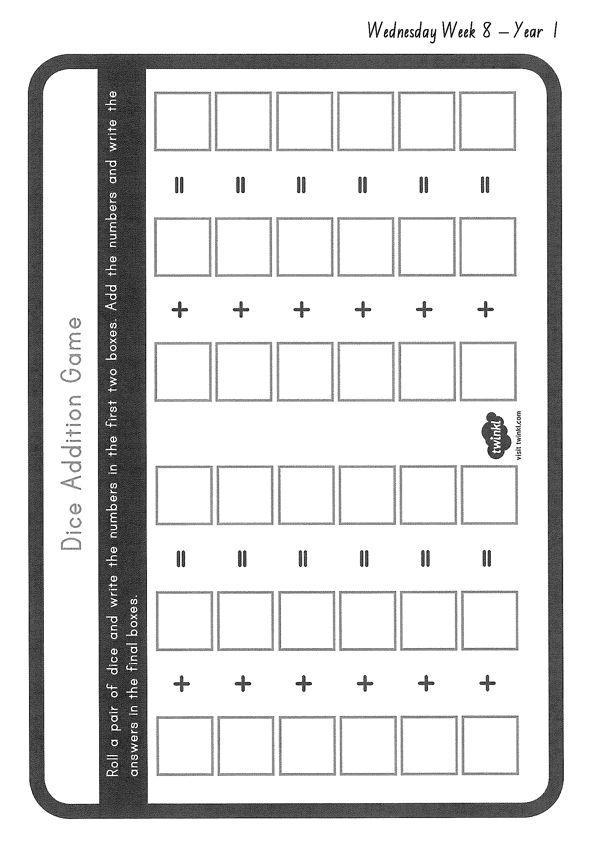 Wednesday Week 8 – Year 1
Dice Addition Game
Roll a pair of dice and write the numbers in the first two boxes. Add the numbers and write the
answers in the final boxes.
+ = + =
+ = + =
+ = + =
+ = + =
+ = + =
+ = + =
twinkl
visit twinkl.com